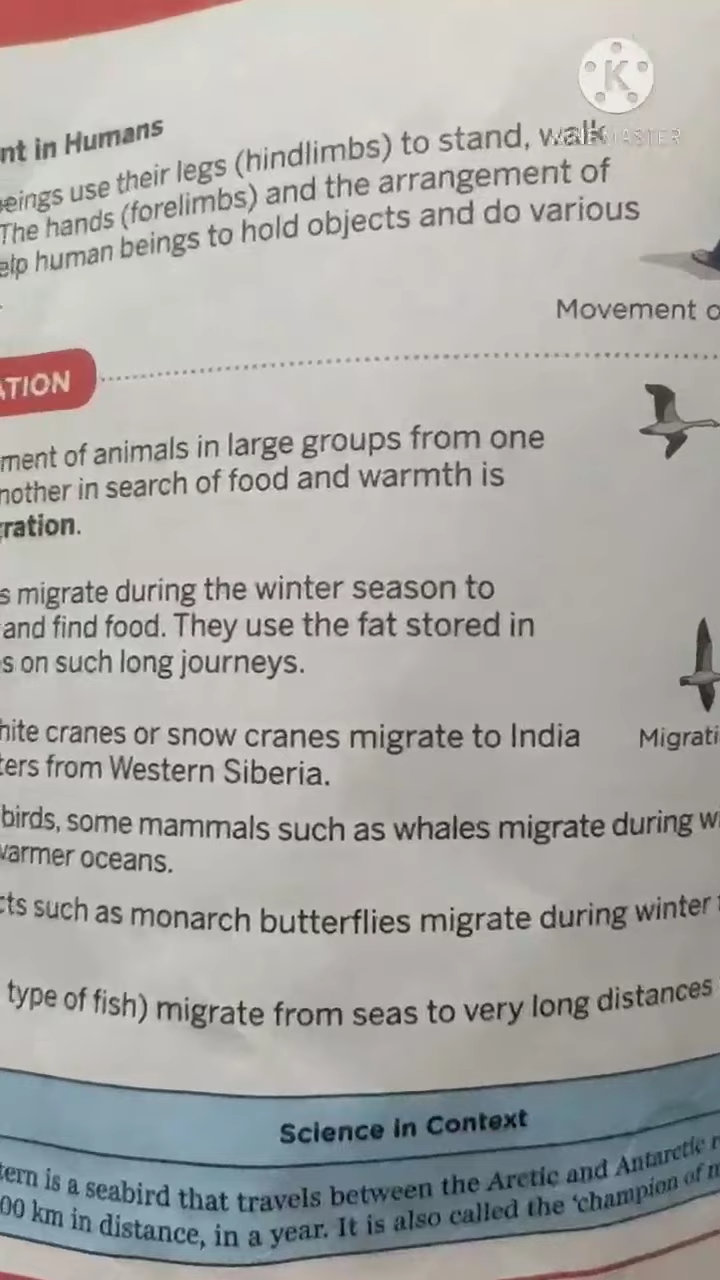 K
KINEMASTER
nt in Humans
eings use their legs (hindlimbs) to stand, walk
The hands (forelimbs) and the arrangement of
elp human beings to hold objects and do various
Movement o
ATION
ment of animals in large groups from one
nother in search of food and warmth is
ration.
s migrate during the winter season to
and find food. They use the fat stored in
s on such long journeys.
hite cranes or snow cranes migrate to India
ters from Western Siberia.
Migrati
birds, some mammals such as whales migrate during w
warmer oceans.
cts such as monarch butterflies migrate during winter
type of fish) migrate from seas to very long distances
Science in Context
tern is a seabird that travels between the Arctic and Antarctic r
00 km in distance, in a year. It is also called the ‘champion of m